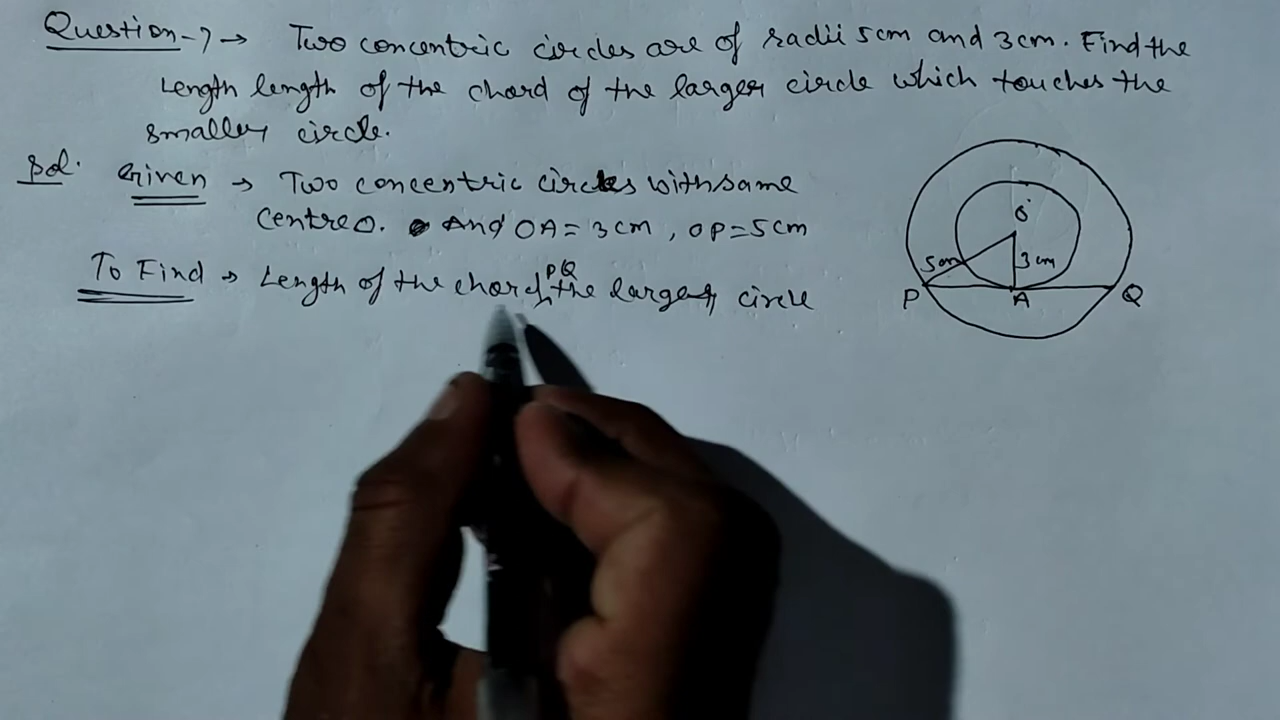 Question-7 → Two concentric circles are of radii 5cm and 3cm. Find the
Length length of the chord of the larger circle which touches the
smaller circle.
Sol. Given → Two concentric circles with same
Centre O. And OA = 3cm, OP = 5cm
To Find → Length of the chord PQ the larger circle
O
5cm 3cm
P A Q